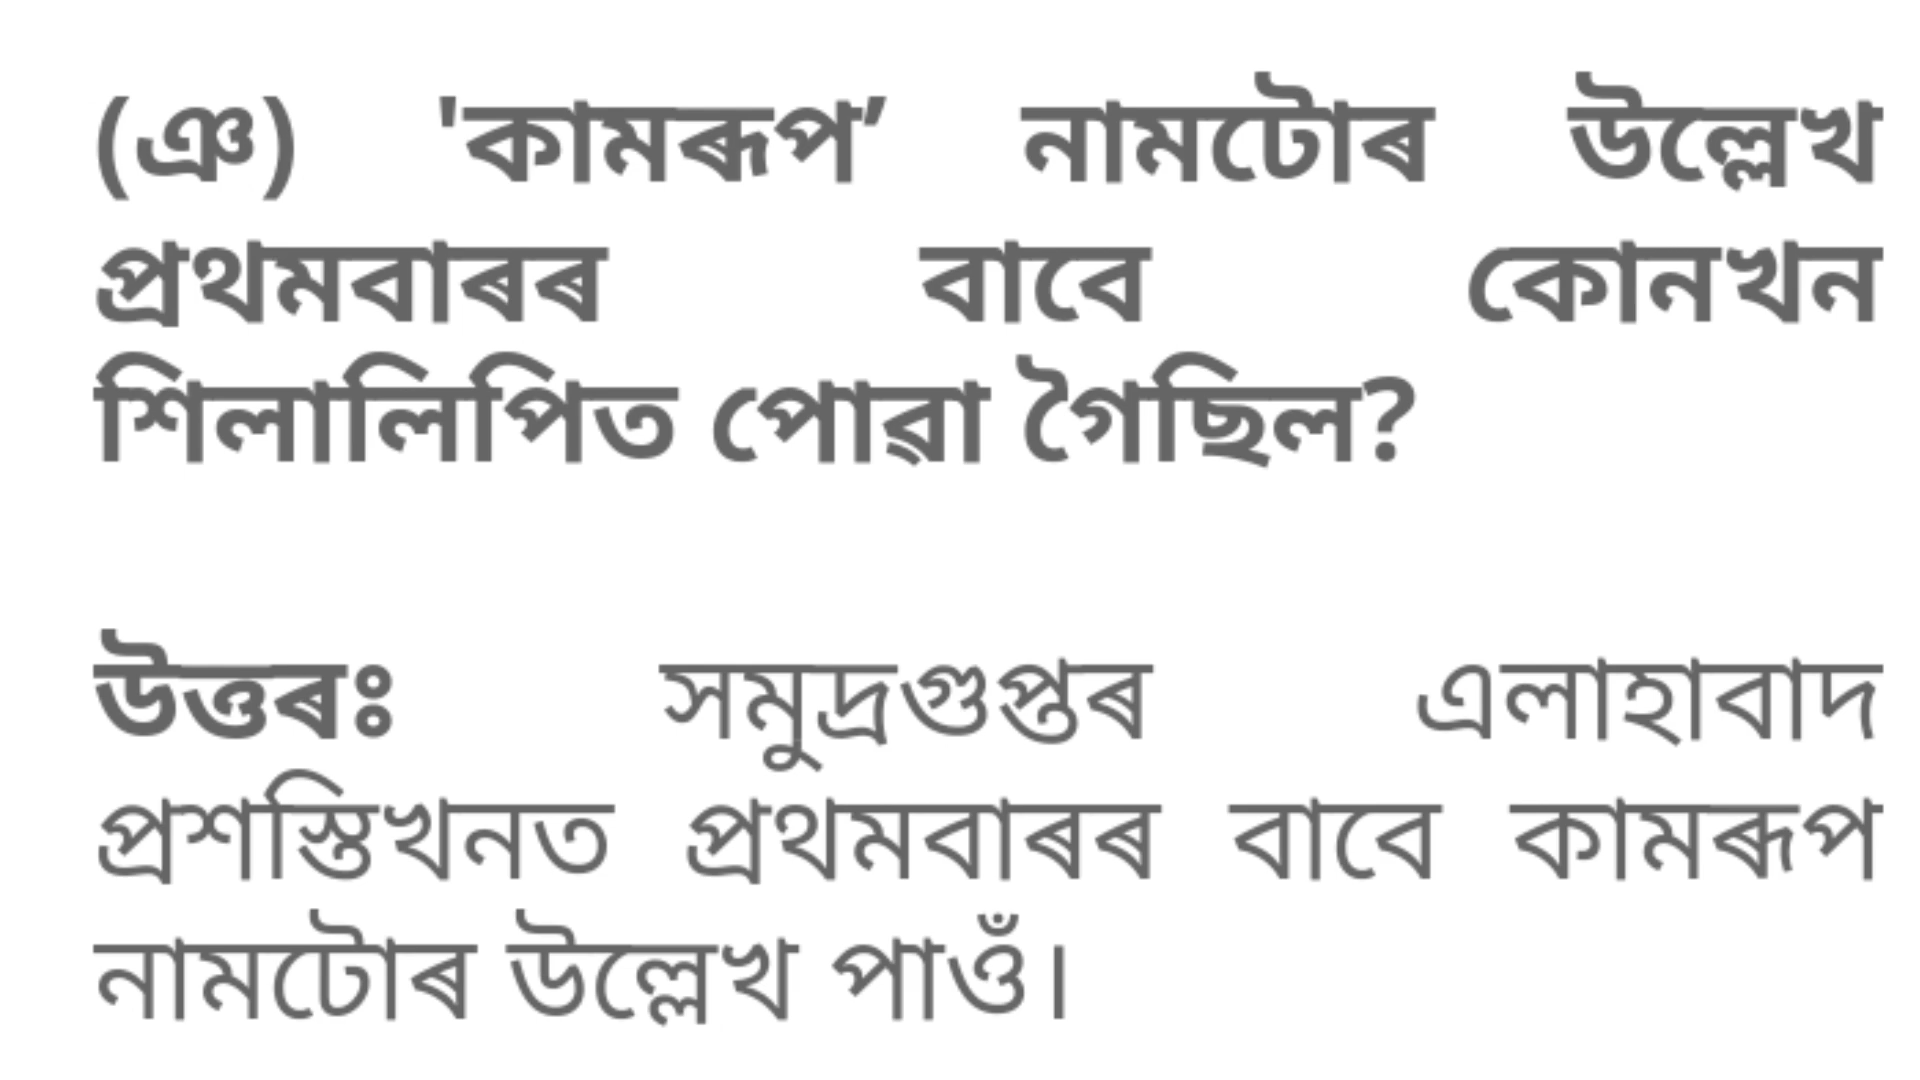 (ঞ) 'কামৰূপ’ নামটোৰ উল্লেখ
প্ৰথমবাৰৰ বাবে কোনখন
শিলালিপিত পোৱা গৈছিল?
উত্তৰঃ সমুদ্ৰগুপ্তৰ এলাহাবাদ
প্ৰশস্তিখনত প্ৰথমবাৰৰ বাবে কামৰূপ
নামটোৰ উল্লেখ পাওঁ।